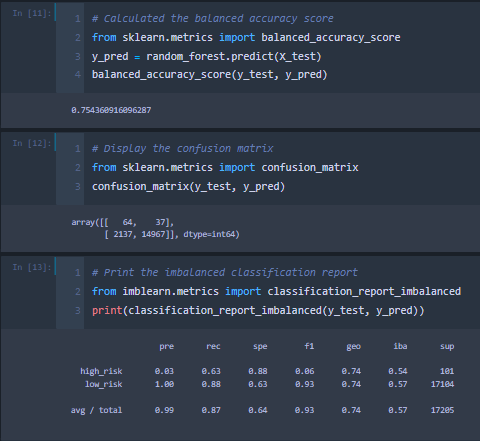 In [11]:
1 # Calculated the balanced accuracy score
2 from sklearn.metrics import balanced_accuracy_score
3 y_pred = random_forest.predict(X_test)
4 balanced_accuracy_score(y_test, y_pred)
0.754360916096287
In [12]:
1 # Display the confusion matrix
2 from sklearn.metrics import confusion_matrix
3 confusion_matrix(y_test, y_pred)
array([[ 64, 37],
[ 2137, 14967]], dtype=int64)
In [13]:
1 # Print the imbalanced classification report
2 from imblearn.metrics import classification_report_imbalanced
3 print(classification_report_imbalanced(y_test, y_pred))
pre rec spe f1 geo iba sup
high_risk 0.03 0.63 0.88 0.06 0.74 0.54 101
low_risk 1.00 0.88 0.63 0.93 0.74 0.57 17104
avg / total 0.99 0.87 0.64 0.93 0.74 0.57 17205